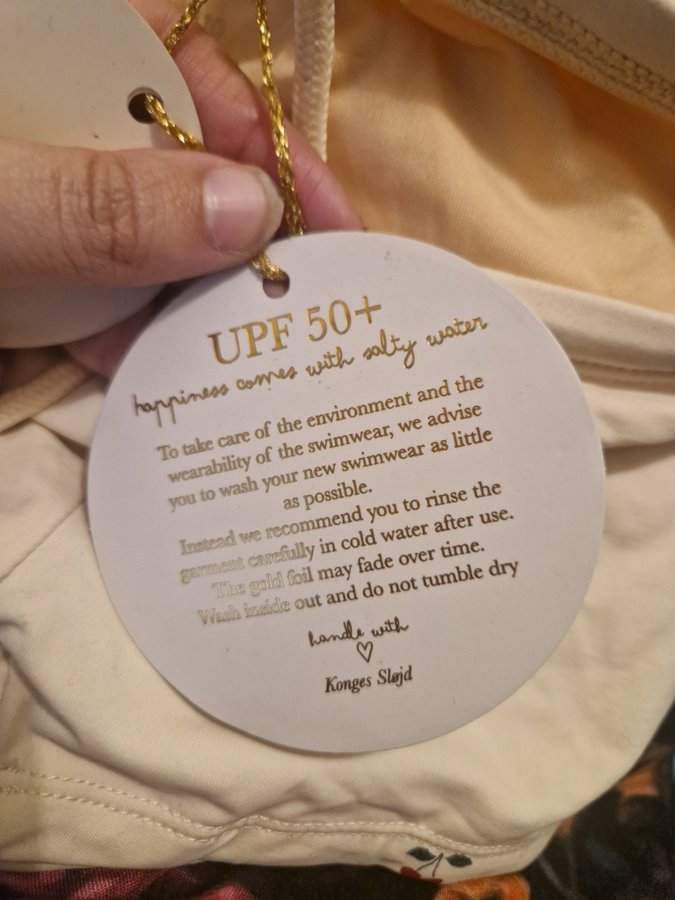 UPF 50+
happiness comes with salty water
To take care of the environment and the
wearability of the swimwear, we advise
you to wash your new swimwear as little
as possible.
Instead we recommend you to rinse the
garment carefully in cold water after use.
The gold foil may fade over time.
Wash inside out and do not tumble dry
handle with
Konges Sløjd